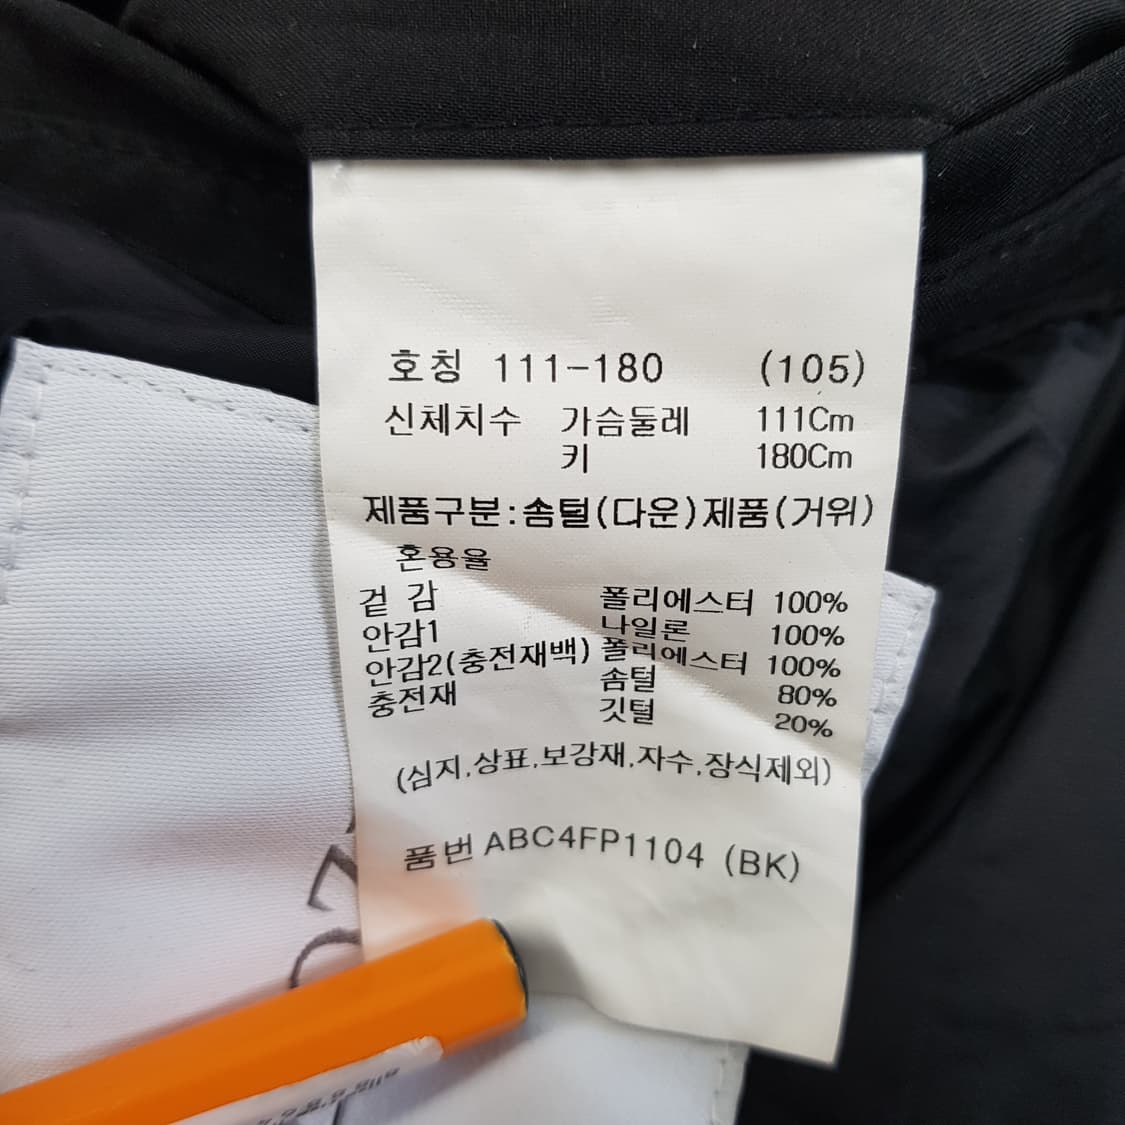 호칭 111-180 (105)
신체치수 가슴둘레 111Cm
키 180Cm
제품구분:솜털(다운)제품(거위)
혼용율
겉 감 폴리에스터 100%
안감1 나일론 100%
안감2(충전재백) 폴리에스터 100%
충전재 솜털 80%
깃털 20%
(심지,상표,보강재,자수,장식제외)
품번 ABC4FP1104 (BK)